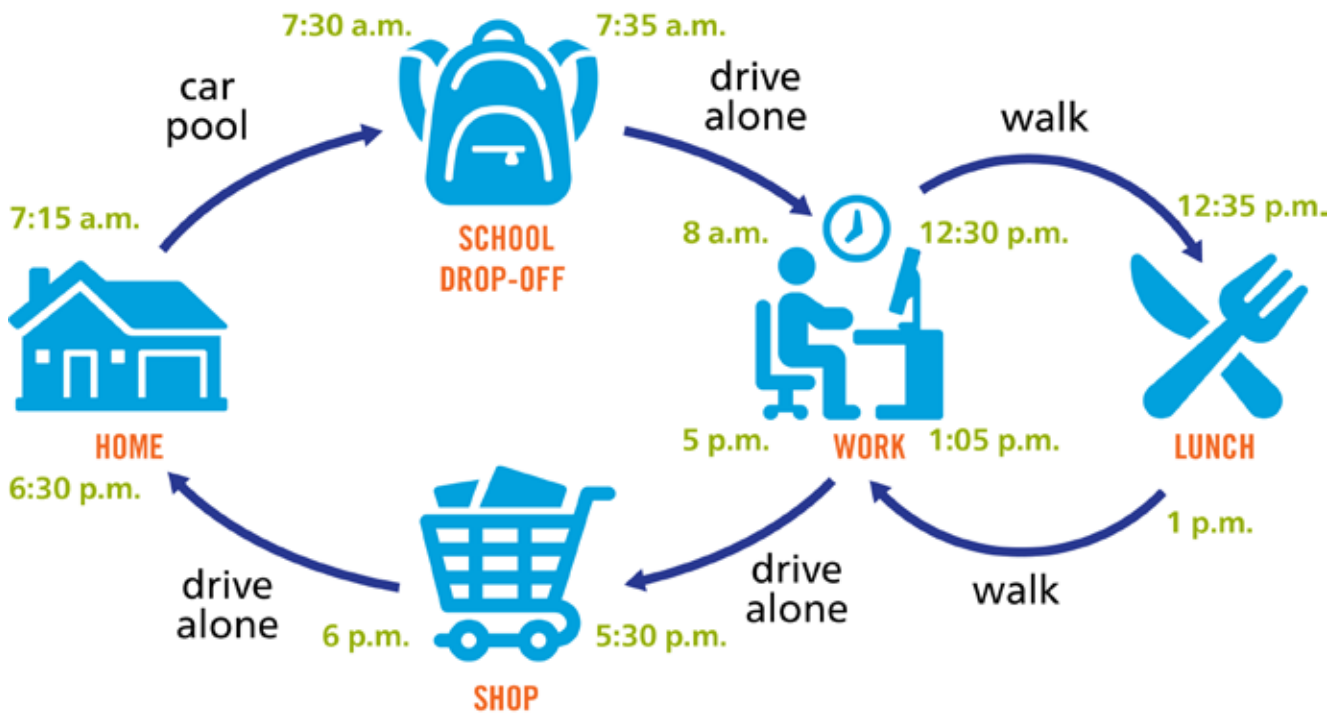 7:30 a.m.
7:35 a.m.
car
pool
drive
alone
walk
7:15 a.m.
SCHOOL
DROP-OFF
8 a.m.
12:30 p.m.
12:35 p.m.
HOME
6:30 p.m.
5 p.m.
WORK
1:05 p.m.
LUNCH
1 p.m.
drive
alone
6 p.m.
5:30 p.m.
drive
alone
walk
SHOP